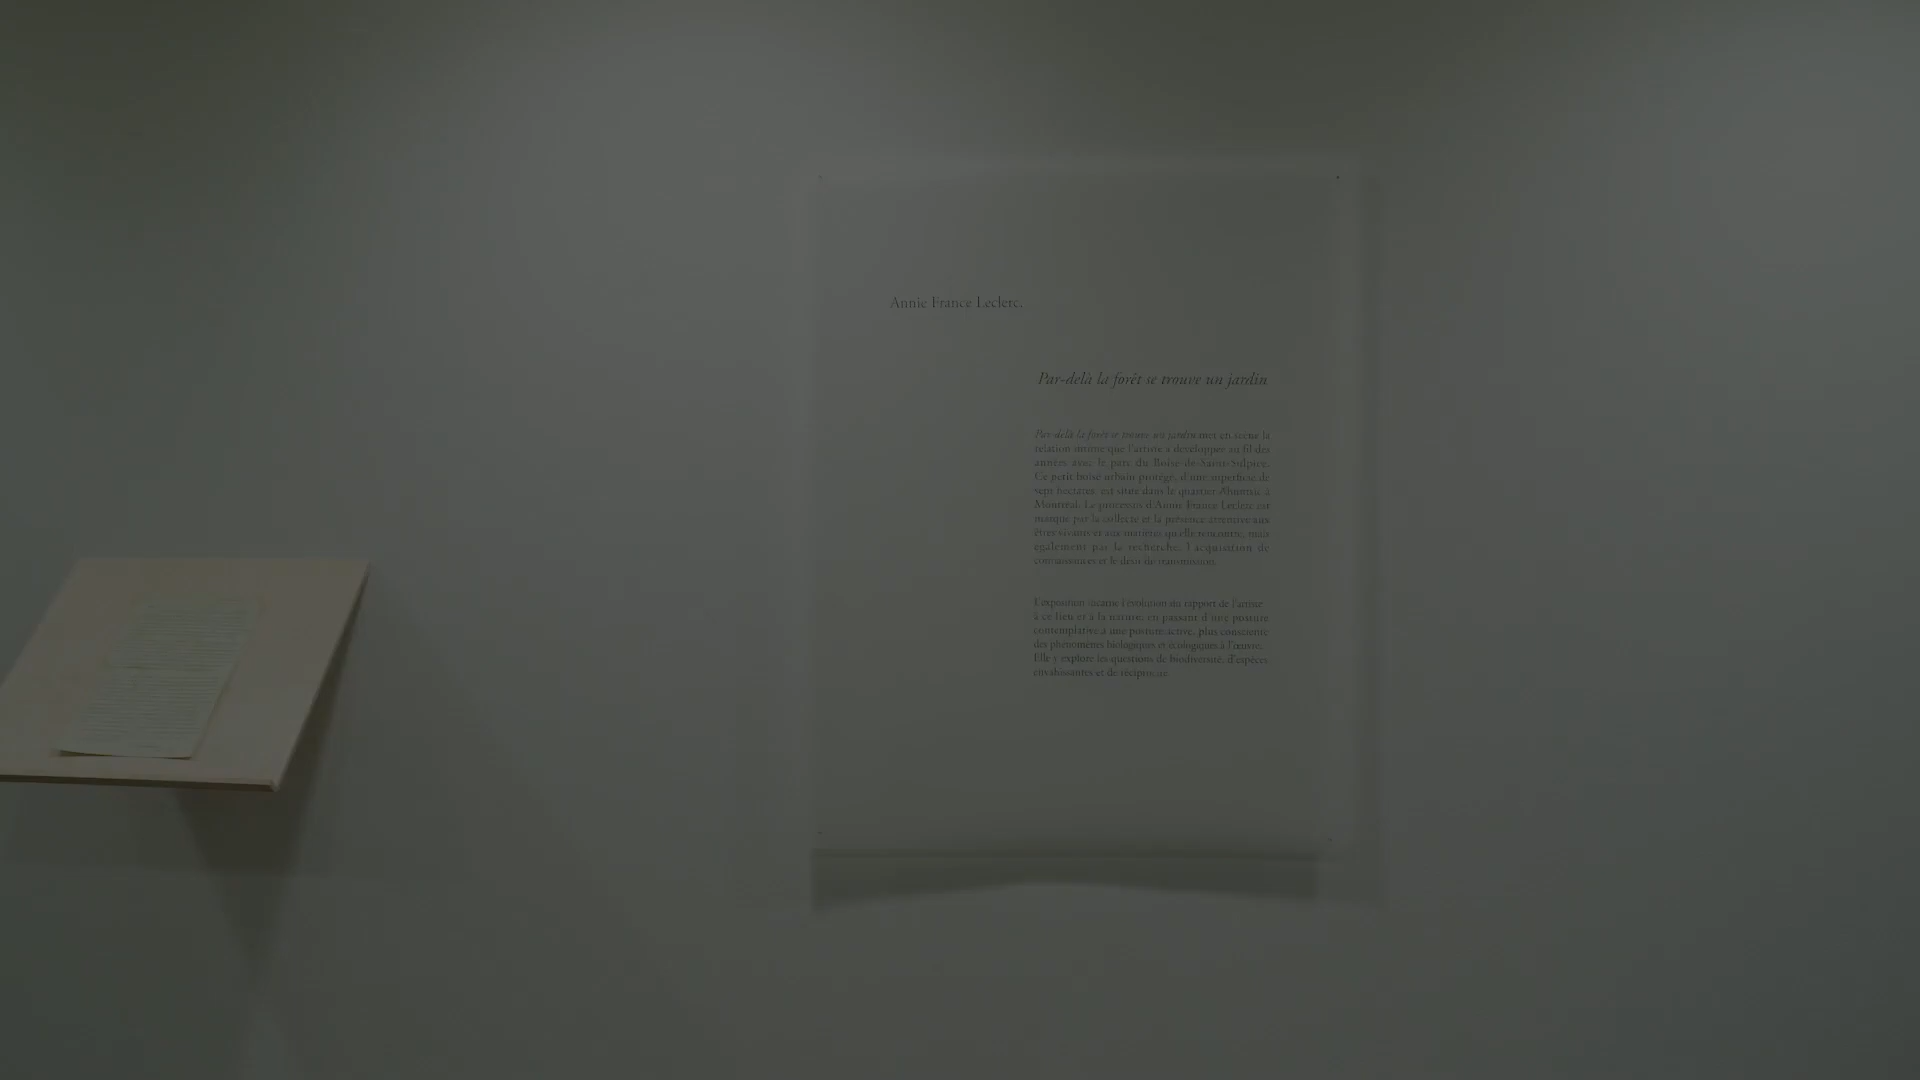 Annie France Leclerc.
Par-delà la forêt se trouve un jardin
Par-delà la forêt se trouve un jardin met en scène la
relation intime que l'artiste a développée au fil des
années avec le parc du Boisé-de-Saint-Sulpice.
Ce petit boisé urbain protégé, d'une superficie de
sept hectares, est situé dans le quartier Ahuntsic à
Montréal. Le processus d'Annie France Leclerc est
marqué par la collecte et la présence attentive aux
êtres vivants et aux matières qu'elle rencontre, mais
également par la recherche, l'acquisition de
connaissances et le désir de transmission.
L'exposition incarne l'évolution du rapport de l'artiste
à ce lieu et à la nature, en passant d'une posture
contemplative à une posture active, plus consciente
des phénomènes biologiques et écologiques à l'œuvre.
Elle y explore les questions de biodiversité, d'espèces
envahissantes et de réciprocité.